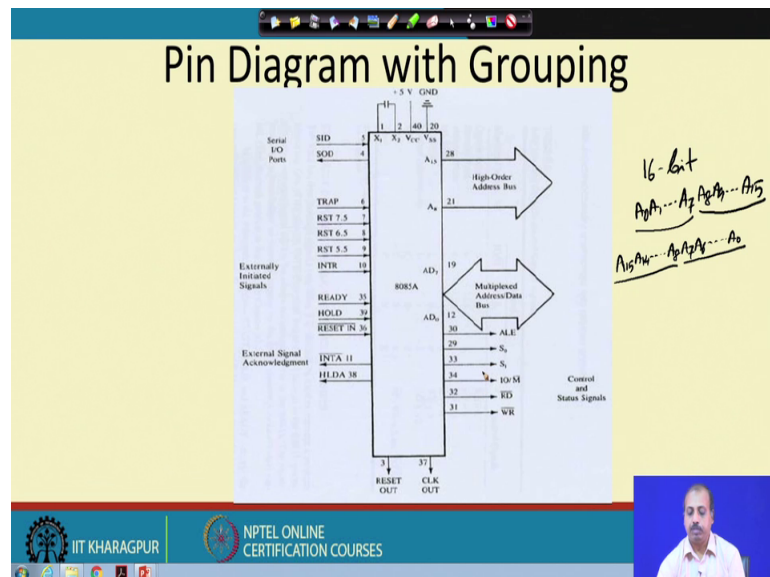 Pin Diagram with Grouping
+5 V GND
1 2 40 20
X₁ X₂ Vcc Vss
Serial
I/O
Ports
SID 5
SOD 4
A₁₅ 28
High-Order
Address Bus
A₈ 21
TRAP 6
RST 7.5 7
RST 6.5 8
RST 5.5 9
INTR 10
Externally
Initiated
Signals
8085A
AD₇ 19
Multiplexed
Address/Data
Bus
AD₀ 12
READY 35
HOLD 39
RESET IN 36
External Signal
Acknowledgment
INTA 11
HLDA 38
30 ALE
29 S₀
33 S₁
34 IO/M̅
32 R̅D̅
31 W̅R̅
Control
and
Status Signals
3 37
RESET
OUT
CLK
OUT
16-bit
A₀A₁...A₇A₈A₉...A₁₅
A₁₅A₁₄...A₈A₇A₆...A₀
IIT KHARAGPUR
NPTEL ONLINE
CERTIFICATION COURSES